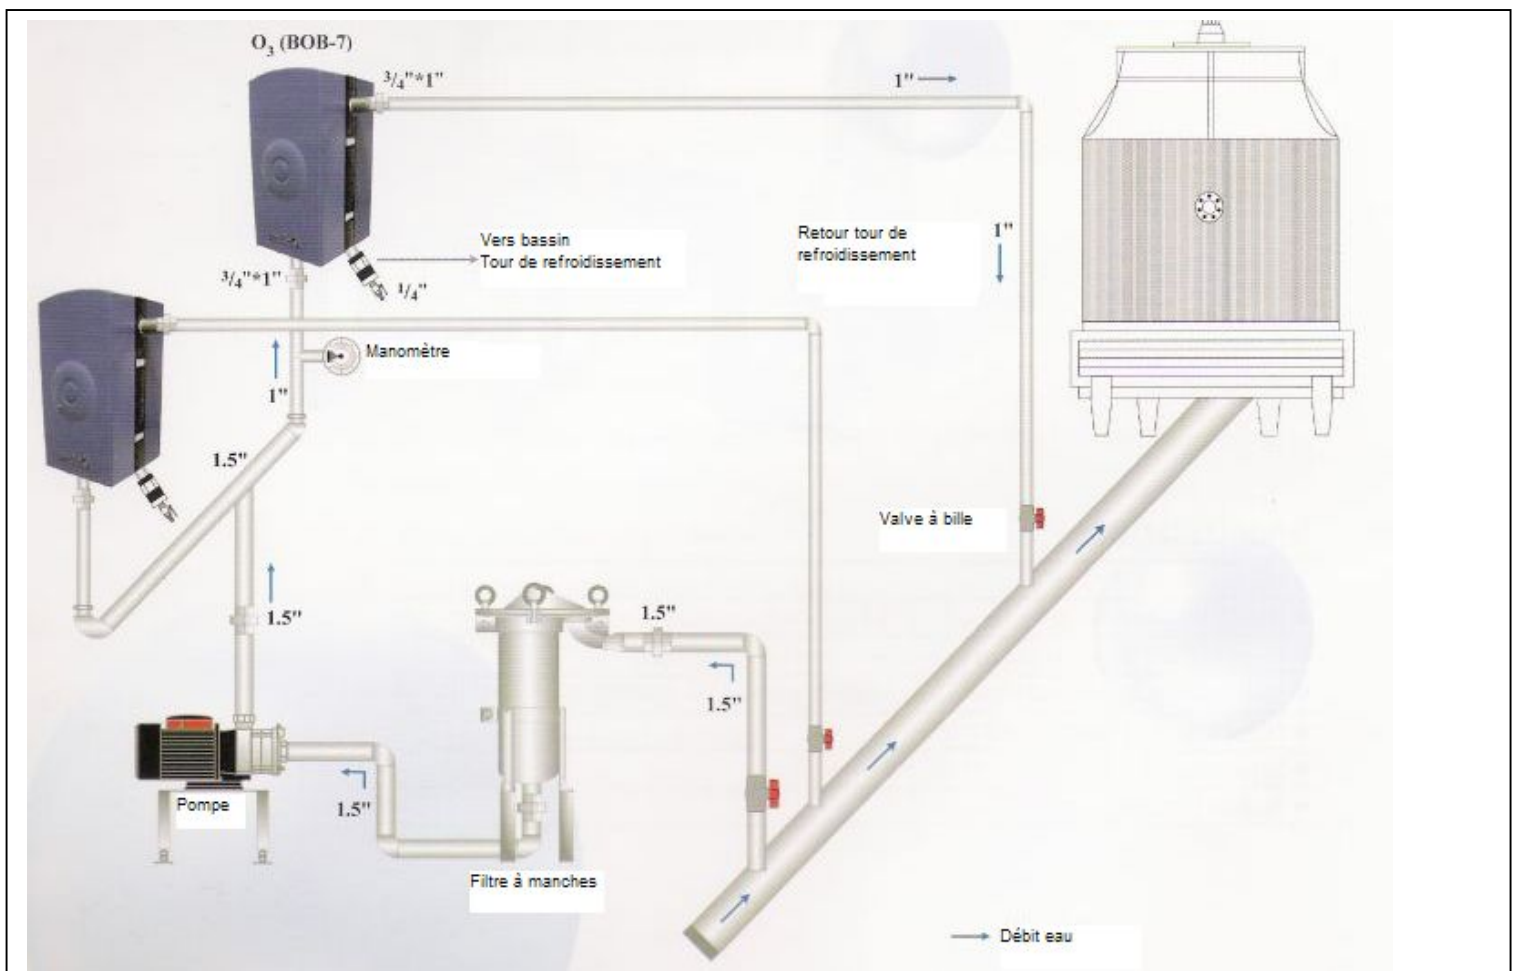 O3 (BOB-7)
3/4"*1"
1"
Vers bassin
Tour de refroidissement
Retour tour de
refroidissement
1"
3/4"*1"
1/4"
Manomètre
1"
1.5"
Valve à bille
1.5"
1.5"
1.5"
1.5"
Pompe
Filtre à manches
Débit eau